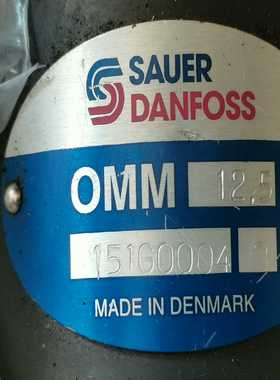 SAUER
DANFOSS
OMM 12,5
151G0004
MADE IN DENMARK